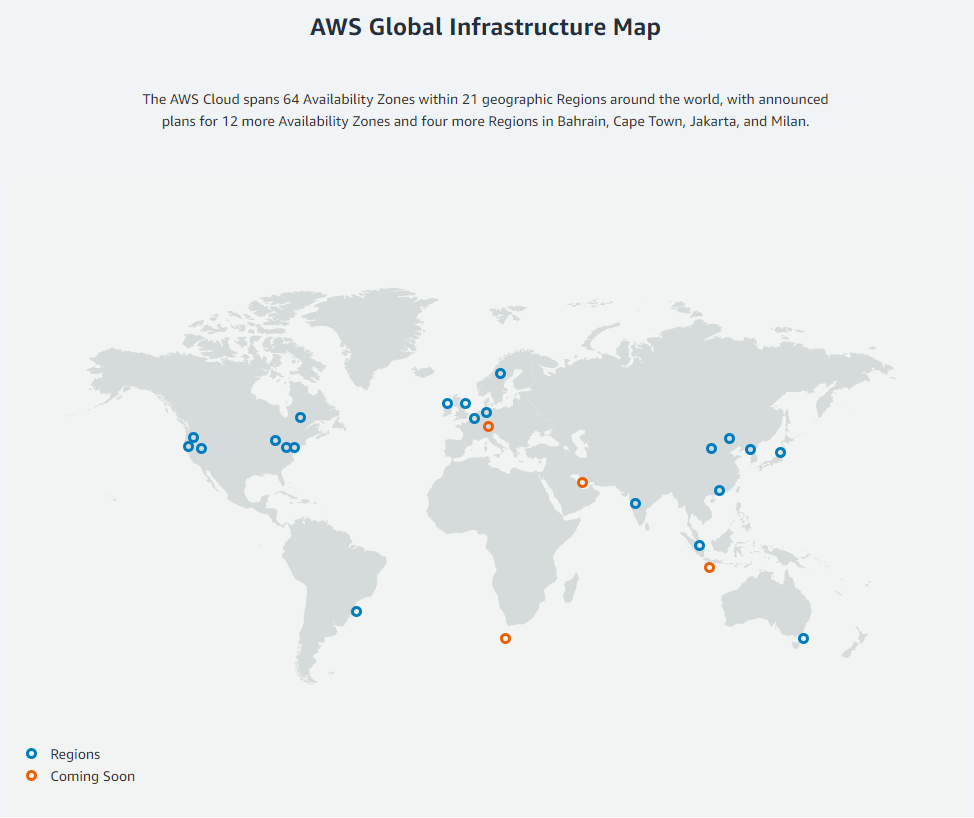 AWS Global Infrastructure Map
The AWS Cloud spans 64 Availability Zones within 21 geographic Regions around the world, with announced
plans for 12 more Availability Zones and four more Regions in Bahrain, Cape Town, Jakarta, and Milan.
Regions
Coming Soon